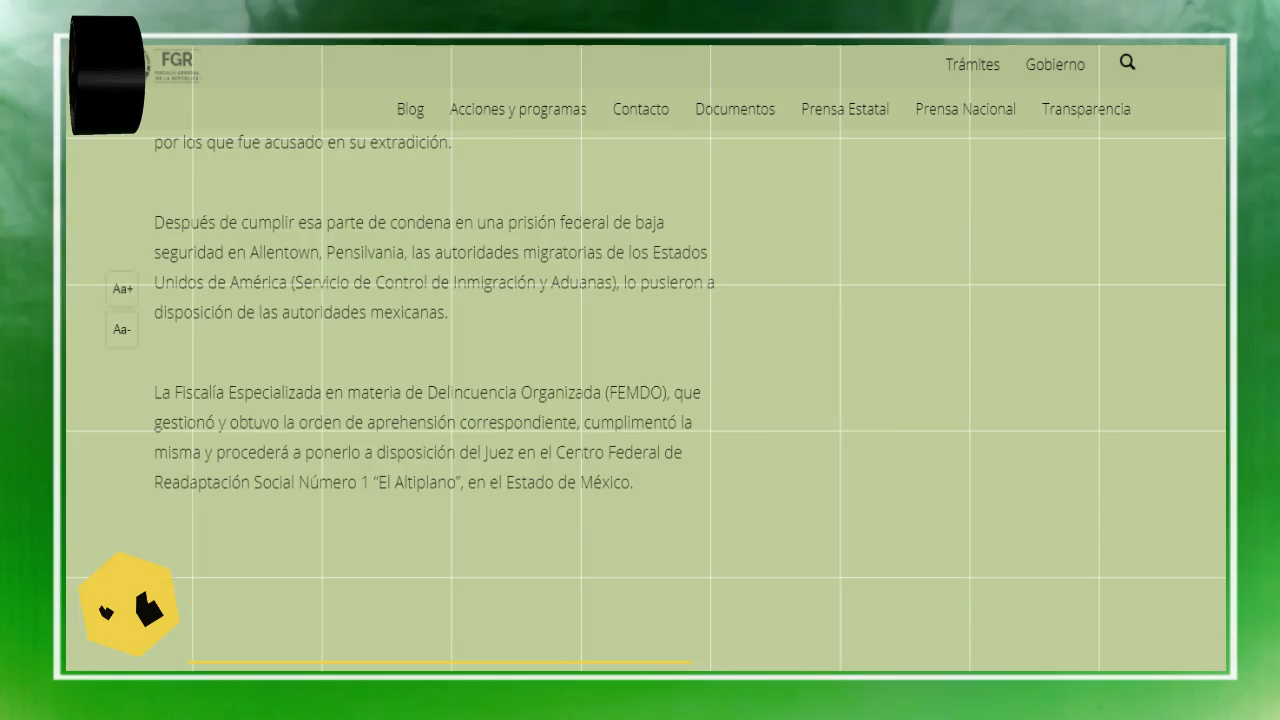 FGR
FISCALÍA GENERAL
DE LA REPÚBLICA
Trámites Gobierno
Blog Acciones y programas Contacto Documentos Prensa Estatal Prensa Nacional Transparencia
por los que fue acusado en su extradición.
Después de cumplir esa parte de condena en una prisión federal de baja
seguridad en Allentown, Pensilvania, las autoridades migratorias de los Estados
Unidos de América (Servicio de Control de Inmigración y Aduanas), lo pusieron a
disposición de las autoridades mexicanas.
Aa+
Aa-
La Fiscalía Especializada en materia de Delincuencia Organizada (FEMDO), que
gestionó y obtuvo la orden de aprehensión correspondiente, cumplimentó la
misma y procederá a ponerlo a disposición del Juez en el Centro Federal de
Readaptación Social Número 1 “El Altiplano”, en el Estado de México.